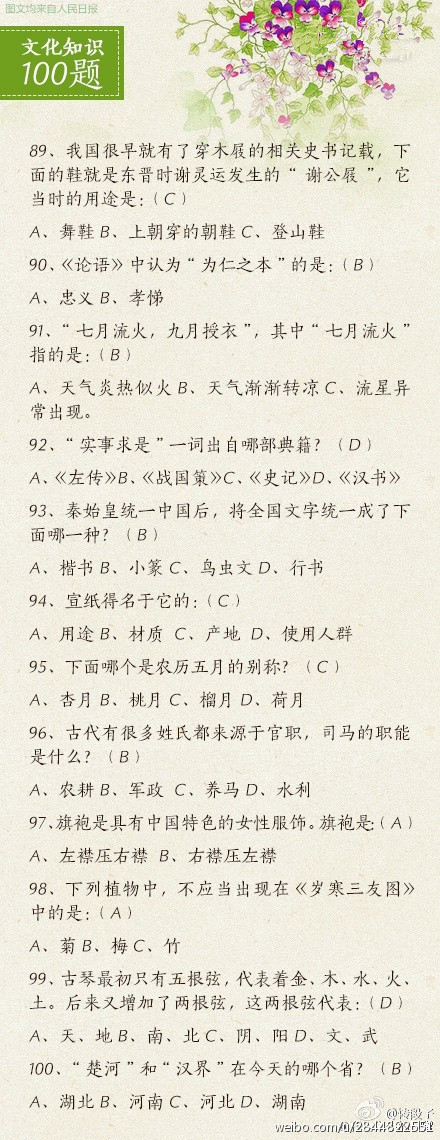 图文均来自人民日报
文化知识
100题
89、我国很早就有了穿木屐的相关史书记载，下
面的鞋就是东晋时谢灵运发生的“ 谢公屐 ”，它
当时的用途是：（ C ）
A、舞鞋 B、上朝穿的朝鞋 C、登山鞋
90、《论语》中认为“为仁之本”的是：（ B ）
A、忠义 B、孝悌
91、“七月流火，九月授衣”，其中“七月流火”
指的是：（ B ）
A、天气炎热似火 B、天气渐渐转凉 C、流星异
常出现。
92、“实事求是”一词出自哪部典籍？（ D ）
A、《左传》B、《战国策》C、《史记》D、《汉书》
93、秦始皇统一中国后，将全国文字统一成了下
面哪一种？（ B ）
A、楷书 B、小篆 C、鸟虫文 D、行书
94、宣纸得名于它的：（ C ）
A、用途 B、材质 C、产地 D、使用人群
95、下面哪个是农历五月的别称？（ C ）
A、杏月 B、桃月 C、榴月 D、荷月
96、古代有很多姓氏都来源于官职，司马的职能
是什么？（ B ）
A、农耕 B、军政 C、养马 D、水利
97、旗袍是具有中国特色的女性服饰。旗袍是：（ A ）
A、左襟压右襟 B、右襟压左襟
98、下列植物中，不应当出现在《岁寒三友图》
中的是：（ A ）
A、菊 B、梅 C、竹
99、古琴最初只有五根弦，代表着金、木、水、火、
土。后来又增加了两根弦，这两根弦代表：（ D ）
A、天、地 B、南、北 C、阴、阳 D、文、武
100、“楚河”和“汉界”在今天的哪个省？（ B ）
A、湖北 B、河南 C、河北 D、湖南